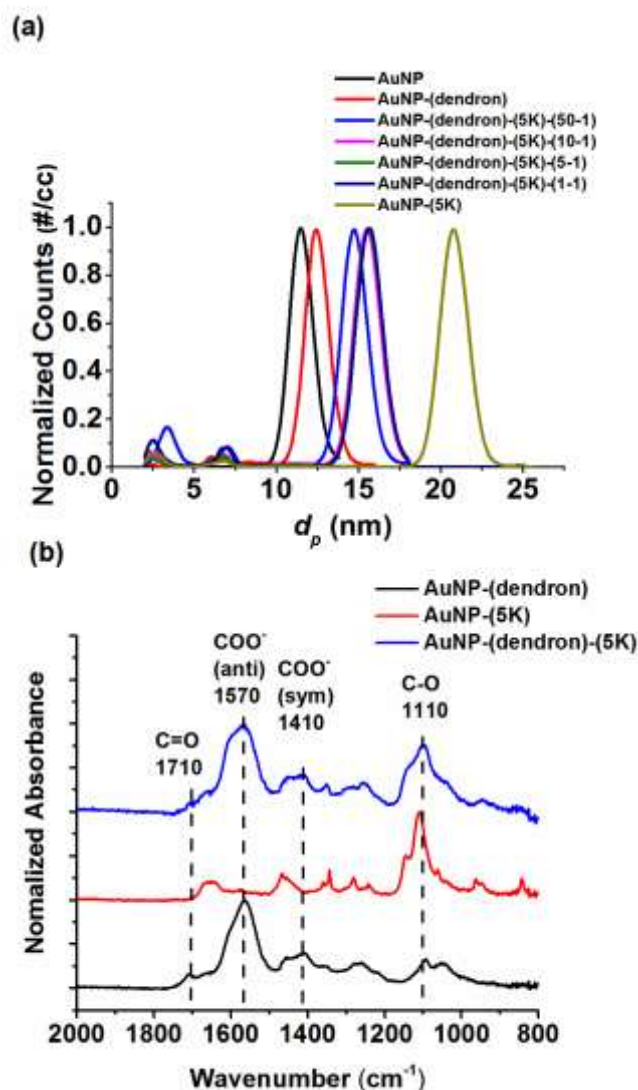 (a)
AuNP
AuNP-(dendron)
AuNP-(dendron)-(5K)-(50-1)
AuNP-(dendron)-(5K)-(10-1)
AuNP-(dendron)-(5K)-(5-1)
AuNP-(dendron)-(5K)-(1-1)
AuNP-(5K)
Normalized Counts (#/cc)
1.0
0.8
0.6
0.4
0.2
0.0
0 5 10 15 20 25
dp (nm)
(b)
AuNP-(dendron)
AuNP-(5K)
AuNP-(dendron)-(5K)
COO-
(anti)
1570
COO-
(sym)
1410
C-O
1110
C=O
1710
Nomalized Absorbance
2000 1800 1600 1400 1200 1000 800
Wavenumber (cm-1)